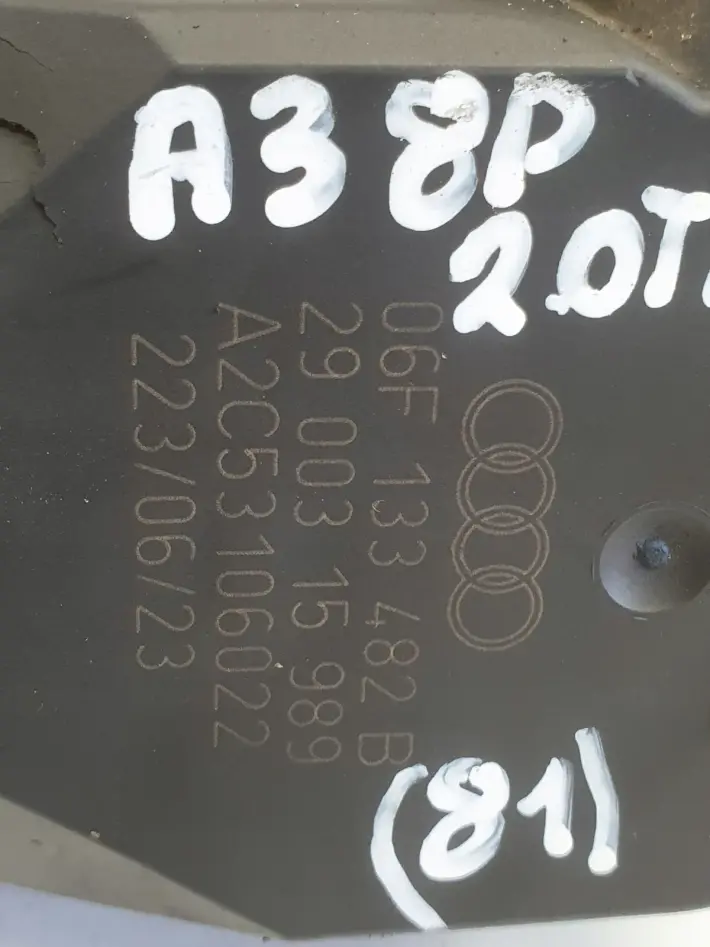 A3 8P
2.0T
06F 133 482 B
29 003 15 989
A2C53106022
223/06/23
(81)